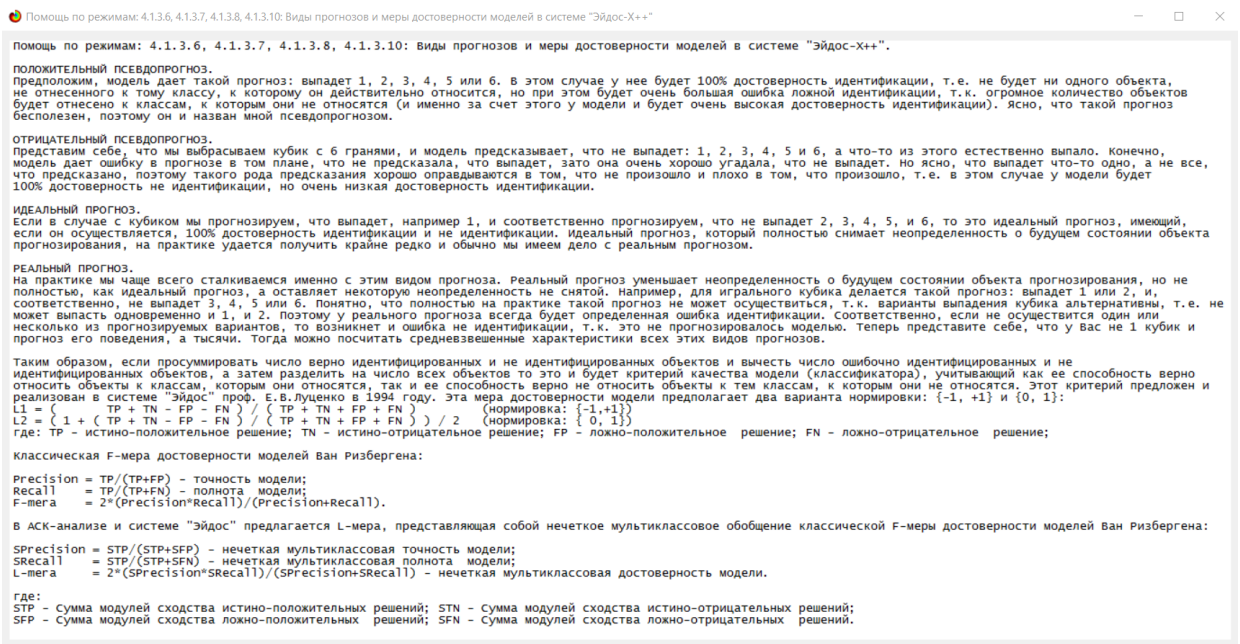 Помощь по режимам: 4.1.3.6, 4.1.3.7, 4.1.3.8, 4.1.3.10: Виды прогнозов и меры достоверности моделей в системе "Эйдос-Х++"
Помощь по режимам: 4.1.3.6, 4.1.3.7, 4.1.3.8, 4.1.3.10: Виды прогнозов и меры достоверности моделей в системе "Эйдос-Х++".
ПОЛОЖИТЕЛЬНЫЙ ПСЕВДОПРОГНОЗ.
Предположим, модель дает такой прогноз: выпадет 1, 2, 3, 4, 5 или 6. В этом случае у нее будет 100% достоверность идентификации, т.е. не будет ни одного объекта,
не отнесенного к тому классу, к которому он действительно относится, но при этом будет очень большая ошибка ложной идентификации, т.к. огромное количество объектов
будет отнесено к классам, к которым они не относятся (и именно за счет этого у модели и будет очень высокая достоверность идентификации). Ясно, что такой прогноз
бесполезен, поэтому он и назван мной псевдопрогнозом.
ОТРИЦАТЕЛЬНЫЙ ПСЕВДОПРОГНОЗ.
Представим себе, что мы выбрасываем кубик с 6 гранями, и модель предсказывает, что не выпадет: 1, 2, 3, 4, 5 и 6, а что-то из этого естественно выпало. Конечно,
модель дает ошибку в прогнозе в том плане, что не предсказала, что выпадет, зато она очень хорошо угадала, что не выпадет. Но ясно, что выпадет что-то одно, а не все,
что предсказано, поэтому такого рода предсказания хорошо оправдываются в том, что не произошло и плохо в том, что произошло, т.е. в этом случае у модели будет
100% достоверность не идентификации, но очень низкая достоверность идентификации.
ИДЕАЛЬНЫЙ ПРОГНОЗ.
Если в случае с кубиком мы прогнозируем, что выпадет, например 1, и соответственно прогнозируем, что не выпадет 2, 3, 4, 5, и 6, то это идеальный прогноз, имеющий,
если он осуществляется, 100% достоверность идентификации и не идентификации. Идеальный прогноз, который полностью снимает неопределенность о будущем состоянии объекта
прогнозирования, на практике удается получить крайне редко и обычно мы имеем дело с реальным прогнозом.
РЕАЛЬНЫЙ ПРОГНОЗ.
На практике мы чаще всего сталкиваемся именно с этим видом прогноза. Реальный прогноз уменьшает неопределенность о будущем состоянии объекта прогнозирования, но не
полностью, как идеальный прогноз, а оставляет некоторую неопределенность не снятой. Например, для игрального кубика делается такой прогноз: выпадет 1 или 2, и,
соответственно, не выпадет 3, 4, 5 или 6. Понятно, что полностью на практике такой прогноз не может осуществиться, т.к. варианты выпадения кубика альтернативны, т.е. не
может выпасть одновременно и 1, и 2. Поэтому у реального прогноза всегда будет определенная ошибка идентификации. Соответственно, если не осуществится один или
несколько из прогнозируемых вариантов, то возникнет и ошибка не идентификации, т.к. это не прогнозировалось моделью. Теперь представите себе, что у Вас не 1 кубик и
прогноз его поведения, а тысячи. Тогда можно посчитать средневзвешенные характеристики всех этих видов прогнозов.
Таким образом, если просуммировать число верно идентифицированных и не идентифицированных объектов и вычесть число ошибочно идентифицированных и не
идентифицированных объектов, а затем разделить на число всех объектов то это и будет критерий качества модели (классификатора), учитывающий как ее способность верно
относить объекты к классам, которым они относятся, так и ее способность верно не относить объекты к тем классам, к которым они не относятся. Этот критерий предложен и
реализован в системе "Эйдос" проф. Е.В.Луценко в 1994 году. Эта мера достоверности модели предполагает два варианта нормировки: {-1, +1} и {0, 1}:
L1 = ( TP + TN - FP - FN ) / ( TP + TN + FP + FN ) (нормировка: {-1,+1})
L2 = ( 1 + ( TP + TN - FP - FN ) / ( TP + TN + FP + FN ) ) / 2 (нормировка: { 0, 1})
где: TP - истино-положительное решение; TN - истино-отрицательное решение; FP - ложно-положительное решение; FN - ложно-отрицательное решение;
Классическая F-мера достоверности моделей Ван Ризбергена:
Precision = TP/(TP+FP) - точность модели;
Recall = TP/(TP+FN) - полнота модели;
F-mera = 2*(Precision*Recall)/(Precision+Recall).
В АСК-анализе и системе "Эйдос" предлагается L-мера, представляющая собой нечеткое мультиклассовое обобщение классической F-меры достоверности моделей Ван Ризбергена:
SPrecision = STP/(STP+SFP) - нечеткая мультиклассовая точность модели;
SRecall = STP/(STP+SFN) - нечеткая мультиклассовая полнота модели;
L-mera = 2*(SPrecision*SRecall)/(SPrecision+SRecall) - нечеткая мультиклассовая достоверность модели.
где:
STP - Сумма модулей сходства истино-положительных решений; STN - Сумма модулей сходства истино-отрицательных решений;
SFP - Сумма модулей сходства ложно-положительных решений; SFN - Сумма модулей сходства ложно-отрицательных решений.